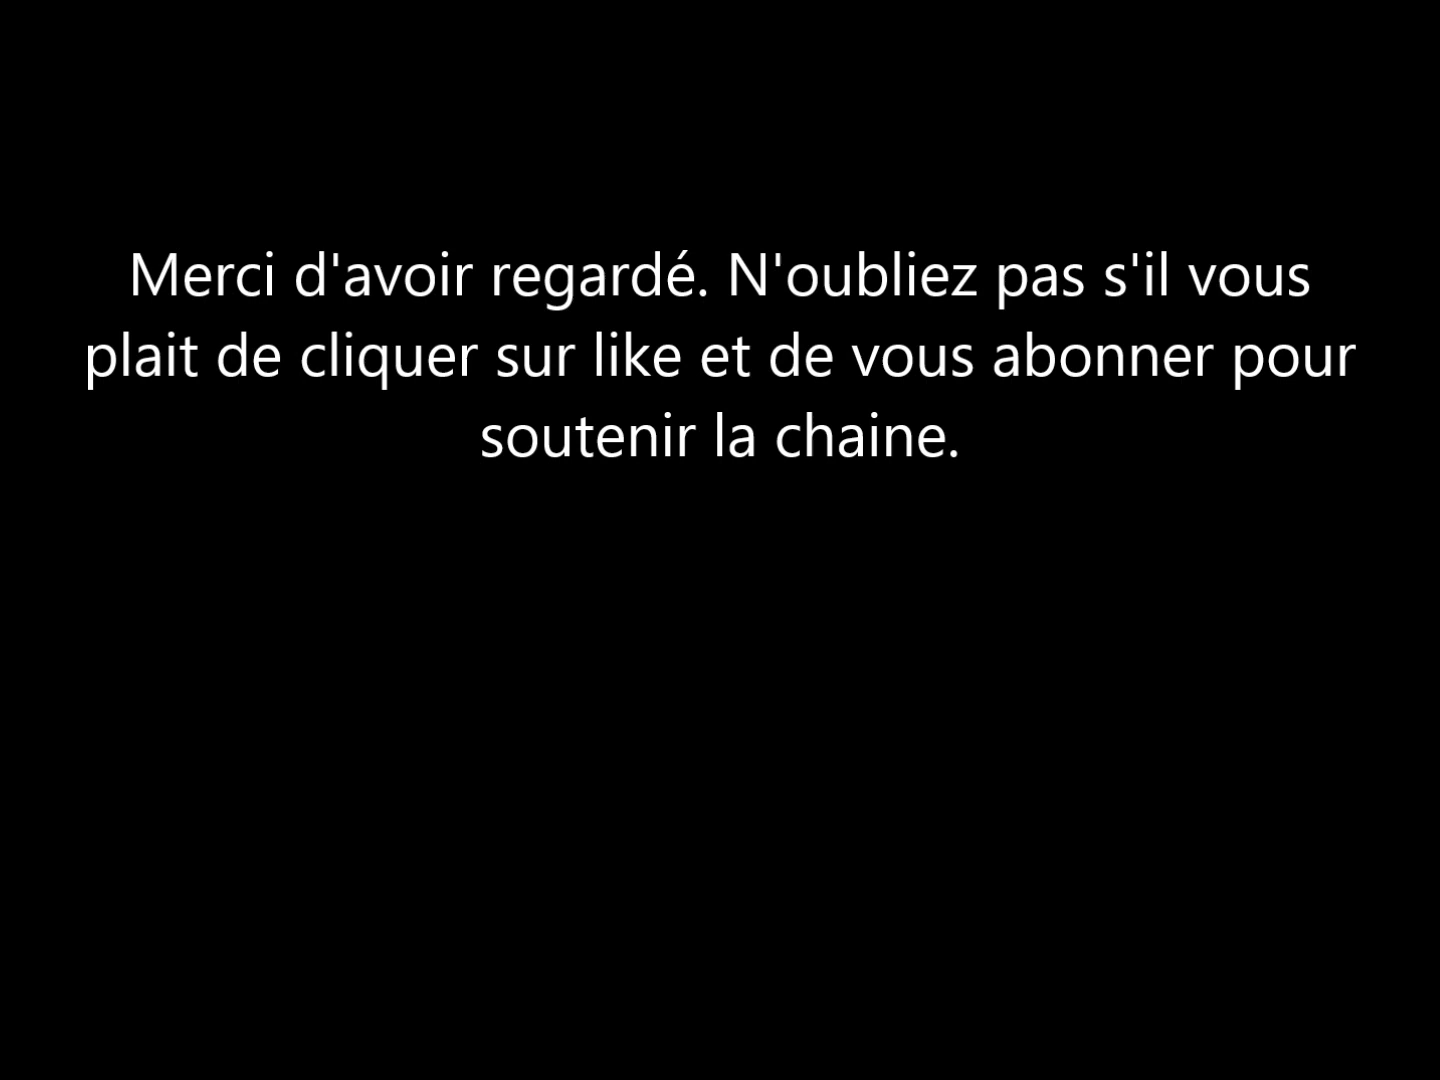 Merci d'avoir regardé. N'oubliez pas s'il vous
plait de cliquer sur like et de vous abonner pour
soutenir la chaine.